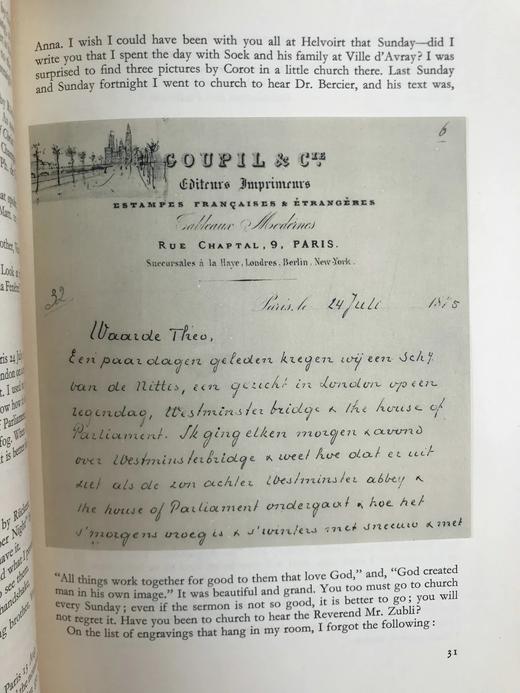 Anna. I wish I could have been with you all at Helvoirt that Sunday—did I
write you that I spent the day with Soek and his family at Ville d'Avray? I was
surprised to find three pictures by Corot in a little church there. Last Sunday
and Sunday fortnight I went to church to hear Dr. Bercier, and his text was,
6
GOUPIL & CIE
Editeurs Imprimeurs
ESTAMPES FRANÇAISES & ÉTRANGÈRES
Tableaux Modernes
RUE CHAPTAL, 9, PARIS.
Succursales à la Haye, Londres, Berlin, New-York.
32
Paris, le 24 Juli 1875
Waarde Theo,
Een paar dagen geleden kregen wij een schij.
van de Nittis, een gezicht in London op een
regendag, Westminster bridge & the house of
Parliament. Ik ging elken morgen & avond
over Westminsterbridge & weet hoe dat er uit
ziet als de zon achter Westminster abbey &
the house of Parliament ondergaat & hoe het
s'morgens vroeg is & s'winters met sneeuw & met
"All things work together for good to them that love God," and, "God created
man in his own image." It was beautiful and grand. You too must go to church
every Sunday; even if the sermon is not so good, it is better to go; you will
not regret it. Have you been to church to hear the Reverend Mr. Zubli?
On the list of engravings that hang in my room, I forgot the following:
31